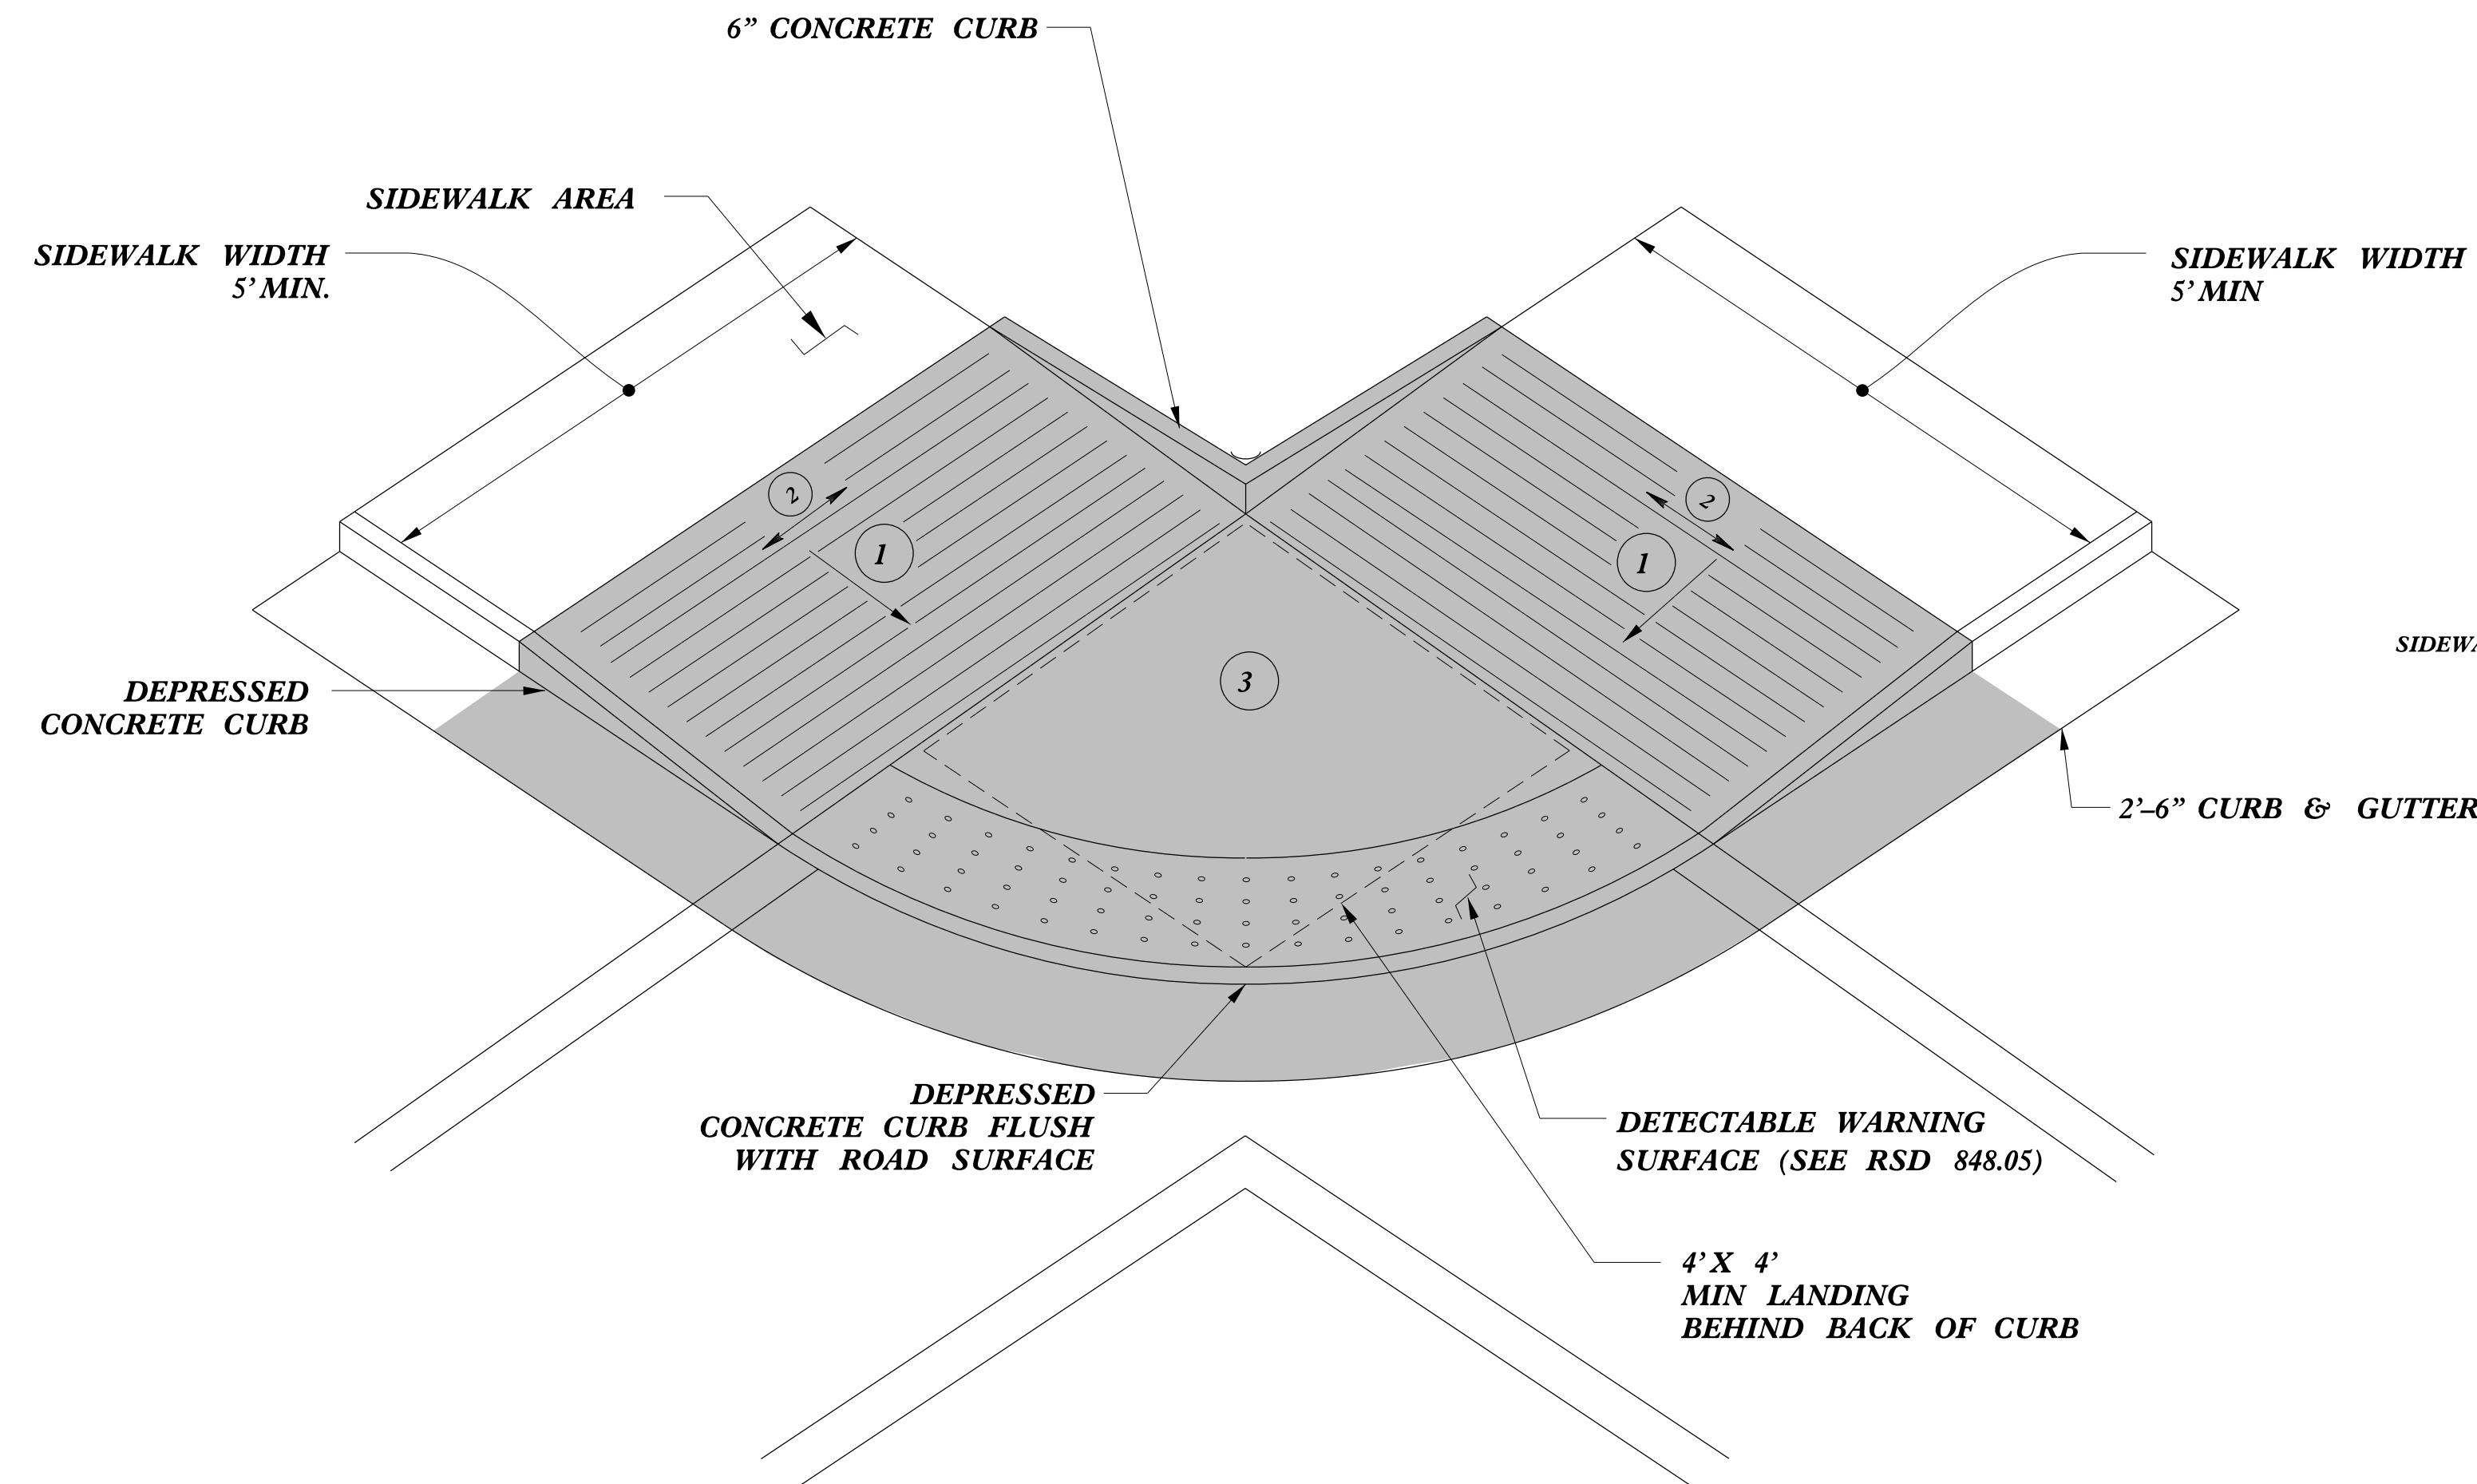 6” CONCRETE CURB
SIDEWALK AREA
SIDEWALK WIDTH
5’ MIN.
SIDEWALK WIDTH
5’ MIN
2
1
2
1
3
DEPRESSED
CONCRETE CURB
2’–6” CURB & GUTTER
DEPRESSED
CONCRETE CURB FLUSH
WITH ROAD SURFACE
DETECTABLE WARNING
SURFACE (SEE RSD 848.05)
4’ X 4’
MIN LANDING
BEHIND BACK OF CURB